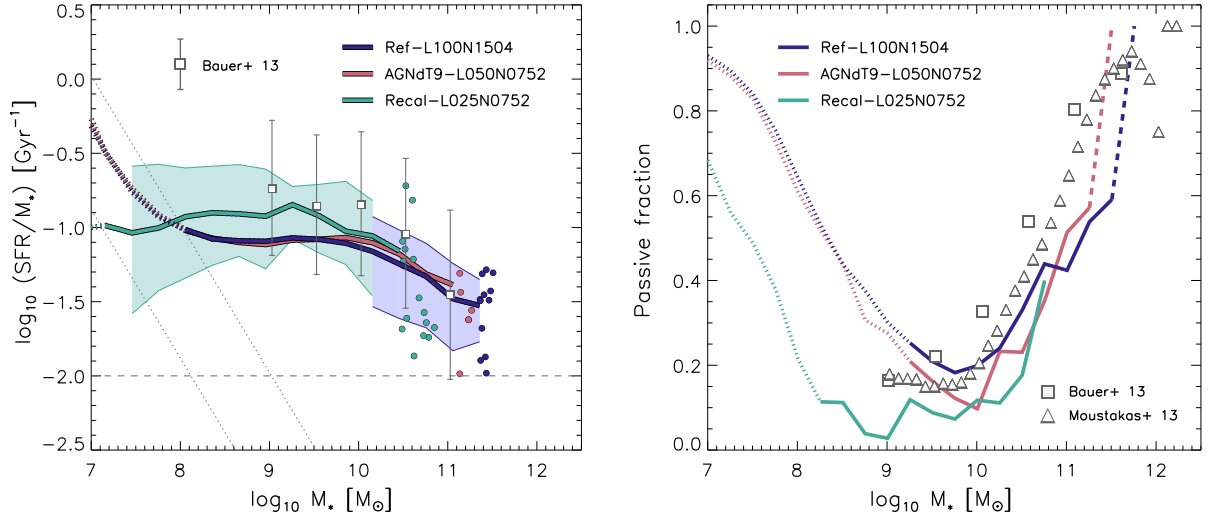 0.5
0.0
−0.5
−1.0
−1.5
−2.0
−2.5
log₁₀ (SFR/M⁎) [Gyr⁻¹]
Bauer+ 13
Ref−L100N1504
AGNdT9−L050N0752
Recal−L025N0752
7 8 9 10 11 12
log₁₀ M⁎ [M⊙]
1.0
0.8
0.6
0.4
0.2
0.0
Passive fraction
Ref−L100N1504
AGNdT9−L050N0752
Recal−L025N0752
Bauer+ 13
Moustakas+ 13
7 8 9 10 11 12
log₁₀ M⁎ [M⊙]